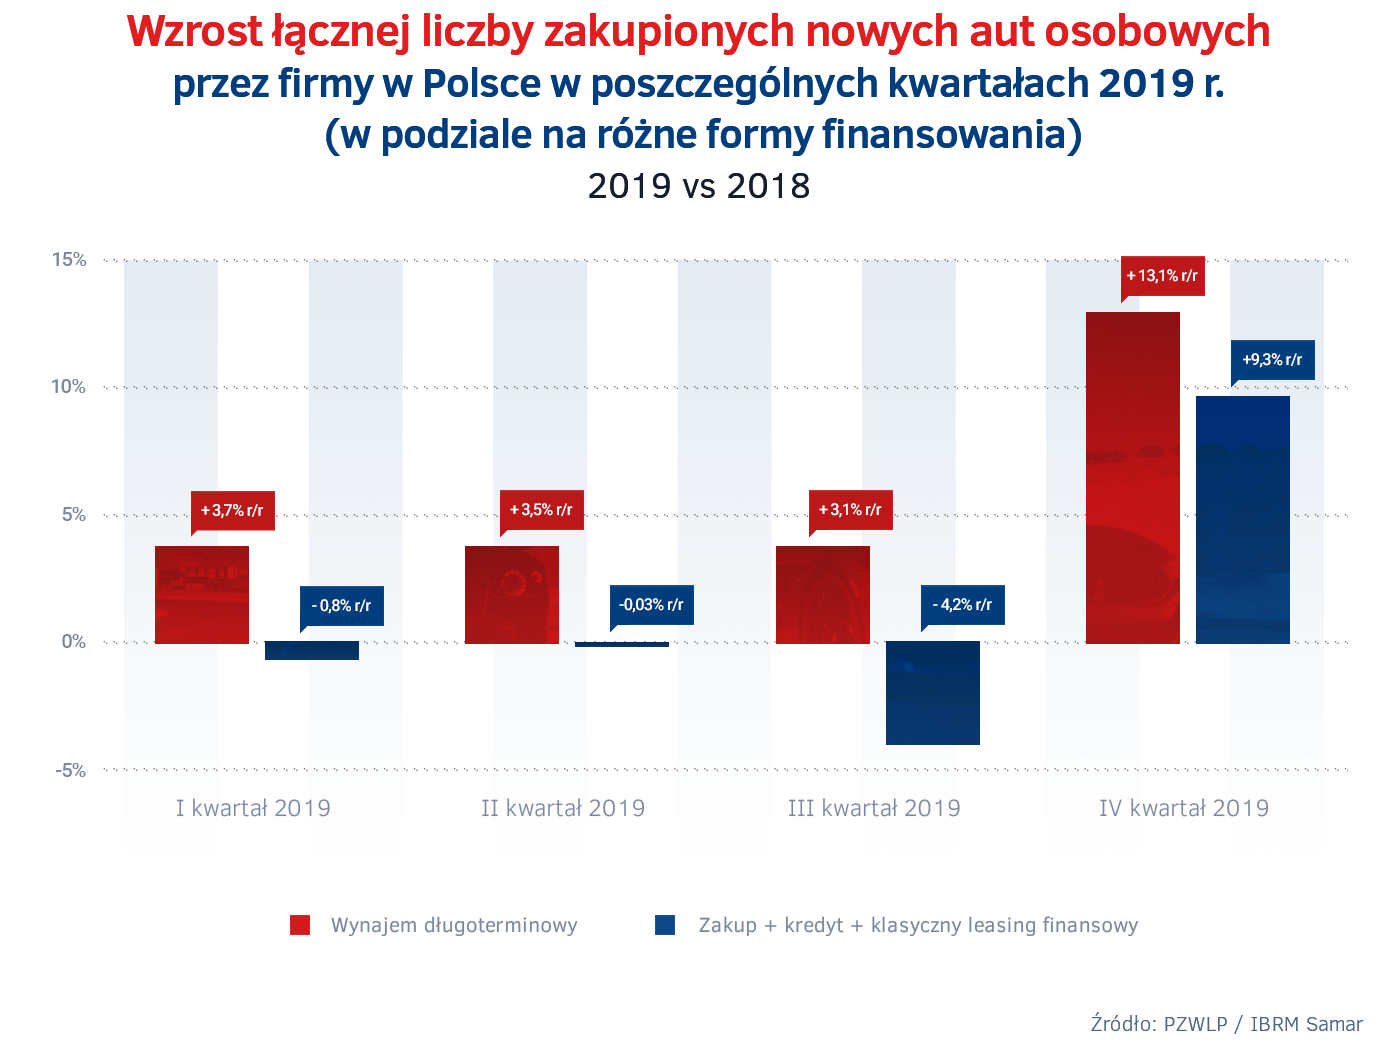 Wzrost łącznej liczby zakupionych nowych aut osobowych
przez firmy w Polsce w poszczególnych kwartałach 2019 r.
(w podziale na różne formy finansowania)
2019 vs 2018
15%
10%
5%
0%
-5%
+ 3,7% r/r
- 0,8% r/r
+ 3,5% r/r
-0,03% r/r
+ 3,1% r/r
- 4,2% r/r
+ 13,1% r/r
+9,3% r/r
I kwartał 2019
II kwartał 2019
III kwartał 2019
IV kwartał 2019
Wynajem długoterminowy
Zakup + kredyt + klasyczny leasing finansowy
Źródło: PZWLP / IBRM Samar